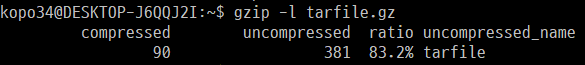 kopo34@DESKTOP-J6QQJ2I:~$ gzip -l tarfile.gz
compressed uncompressed ratio uncompressed_name
90 381 83.2% tarfile